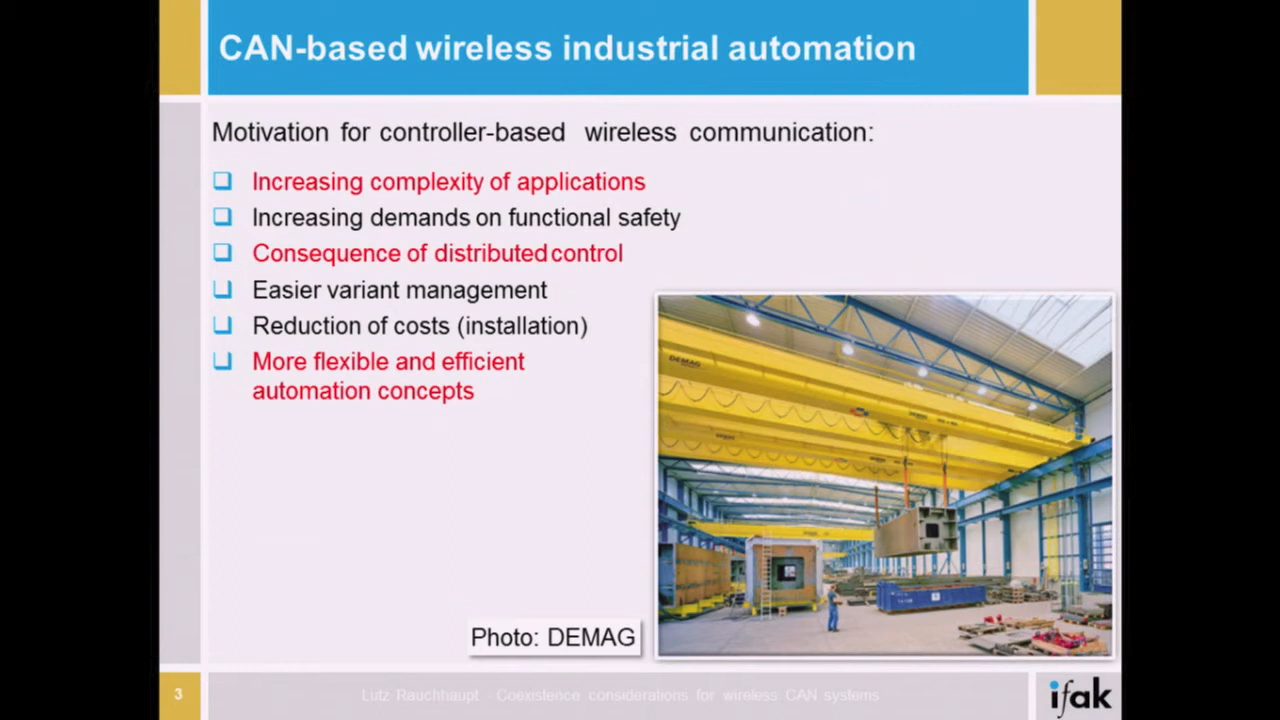 CAN-based wireless industrial automation
Motivation for controller-based wireless communication:
Increasing complexity of applications
Increasing demands on functional safety
Consequence of distributed control
Easier variant management
Reduction of costs (installation)
More flexible and efficient
automation concepts
DEMAG
Photo: DEMAG
3
Lutz Rauchhaupt - Coexistence considerations for wireless CAN systems
ifak